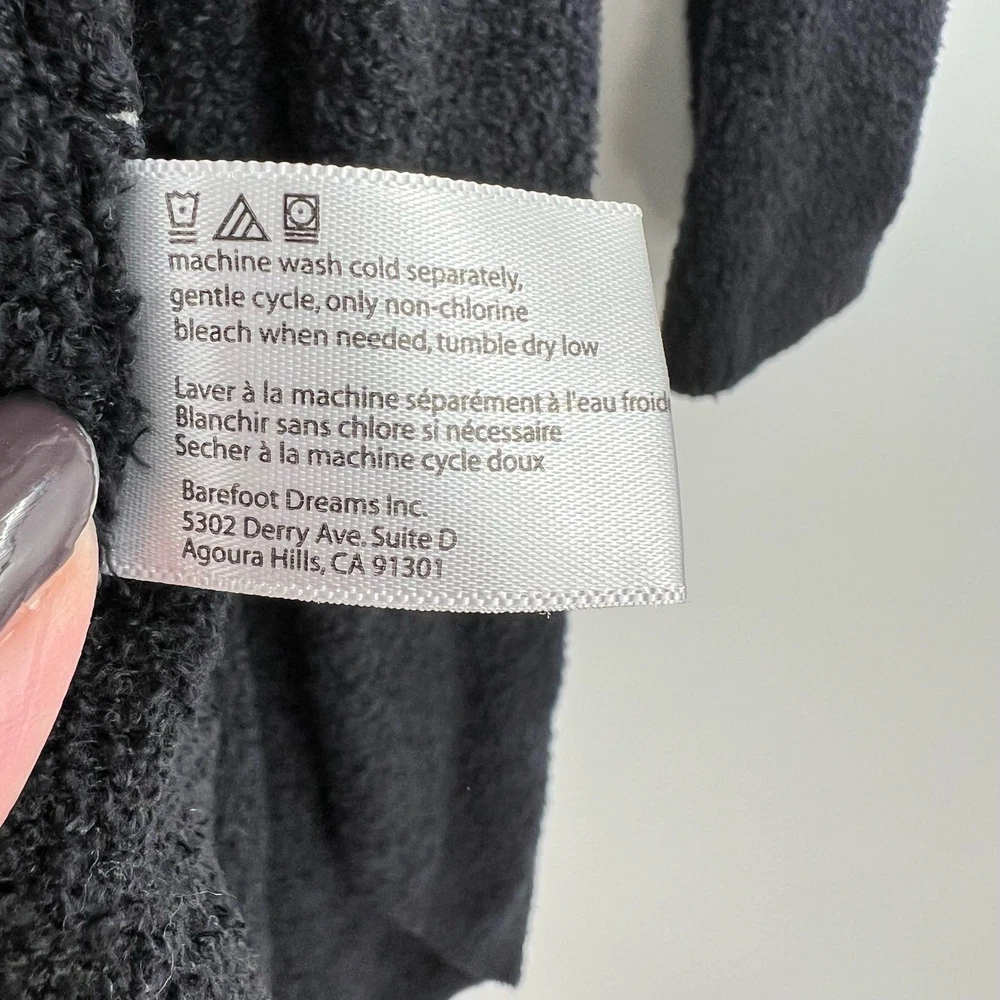 machine wash cold separately,
gentle cycle, only non-chlorine
bleach when needed, tumble dry low
Laver à la machine séparément à l'eau froid
Blanchir sans chlore si nécessaire
Secher à la machine cycle doux
Barefoot Dreams Inc.
5302 Derry Ave. Suite D
Agoura Hills, CA 91301